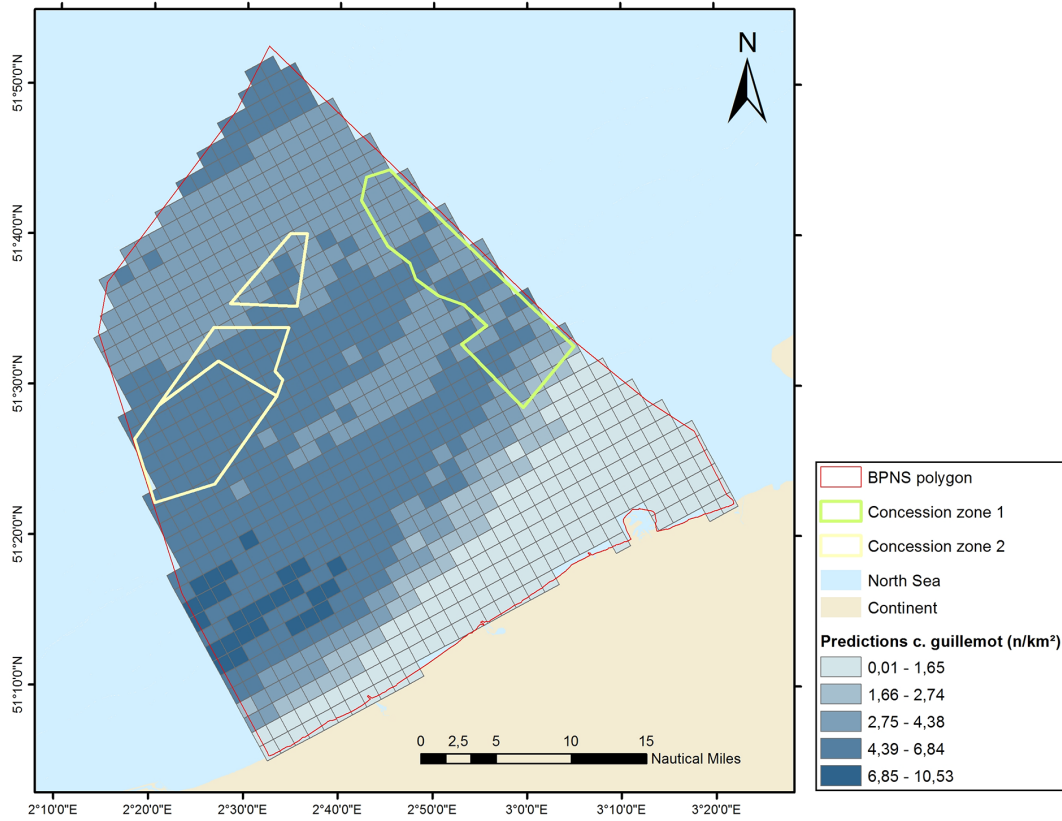 N
51°50'0"N
51°40'0"N
51°30'0"N
51°20'0"N
51°10'0"N
BPNS polygon
Concession zone 1
Concession zone 2
North Sea
Continent
Predictions c. guillemot (n/km²)
0,01 - 1,65
1,66 - 2,74
2,75 - 4,38
4,39 - 6,84
6,85 - 10,53
0 2,5 5 10 15
Nautical Miles
2°10'0"E 2°20'0"E 2°30'0"E 2°40'0"E 2°50'0"E 3°0'0"E 3°10'0"E 3°20'0"E